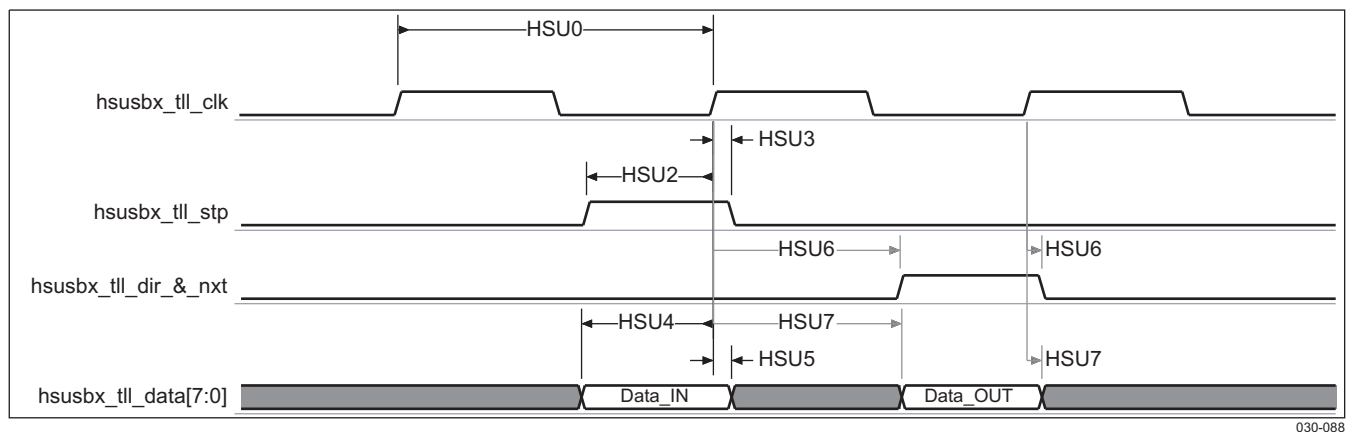 HSU0
hsusbx_tll_clk
HSU3
HSU2
hsusbx_tll_stp
HSU6
HSU6
hsusbx_tll_dir_&_nxt
HSU4
HSU7
HSU5
HSU7
hsusbx_tll_data[7:0]
Data_IN
Data_OUT
030-088